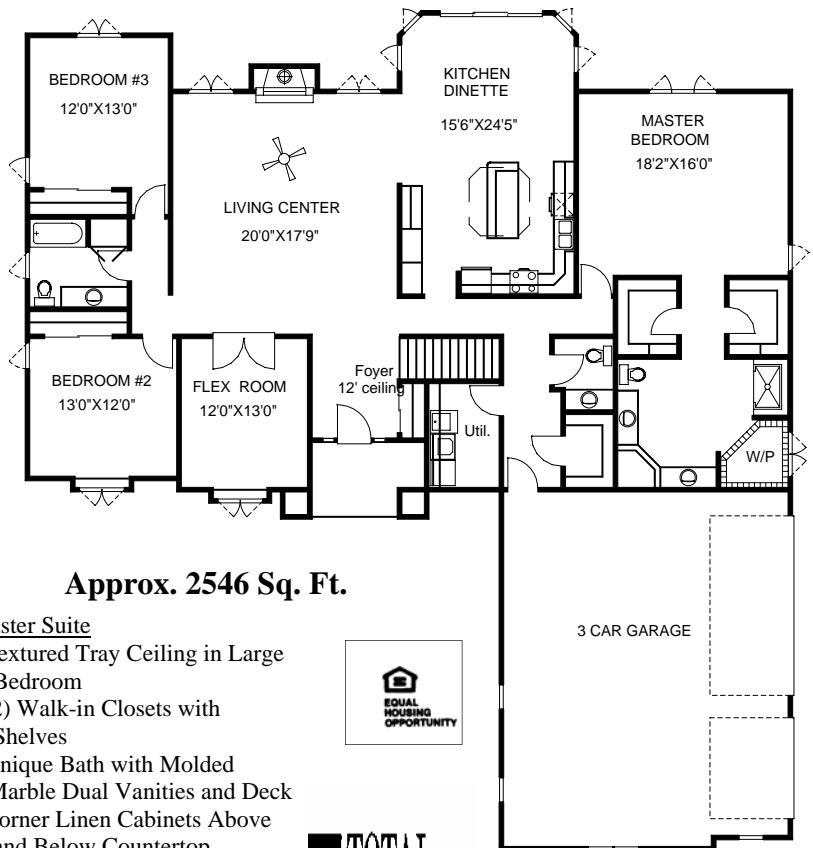 BEDROOM #3
12'0"X13'0"
KITCHEN
DINETTE
15'6"X24'5"
MASTER
BEDROOM
18'2"X16'0"
LIVING CENTER
20'0"X17'9"
BEDROOM #2
13'0"X12'0"
FLEX ROOM
12'0"X13'0"
Foyer
12' ceiling
Util.
W/P
3 CAR GARAGE
Approx. 2546 Sq. Ft.
ster Suite
extured Tray Ceiling in Large
Bedroom
2) Walk-in Closets with
Shelves
nique Bath with Molded
Marble Dual Vanities and Deck
orner Linen Cabinets Above
and Below Countertop
EQUAL
HOUSING
OPPORTUNITY
TOTAL